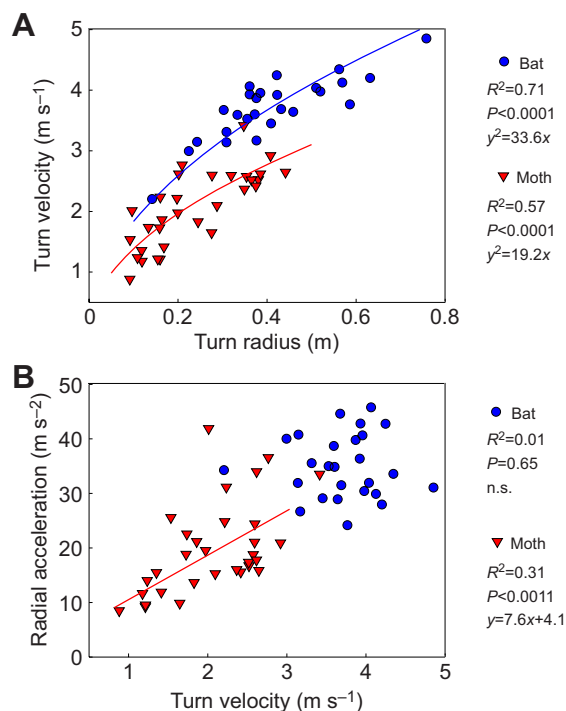 A
5
4
3
2
1
Turn velocity (m s⁻¹)
0 0.2 0.4 0.6 0.8
Turn radius (m)
Bat
R²=0.71
P<0.0001
y²=33.6x
Moth
R²=0.57
P<0.0001
y²=19.2x
B
50
40
30
20
10
0
Radial acceleration (m s⁻²)
1 2 3 4 5
Turn velocity (m s⁻¹)
Bat
R²=0.01
P=0.65
n.s.
Moth
R²=0.31
P<0.0011
y=7.6x+4.1